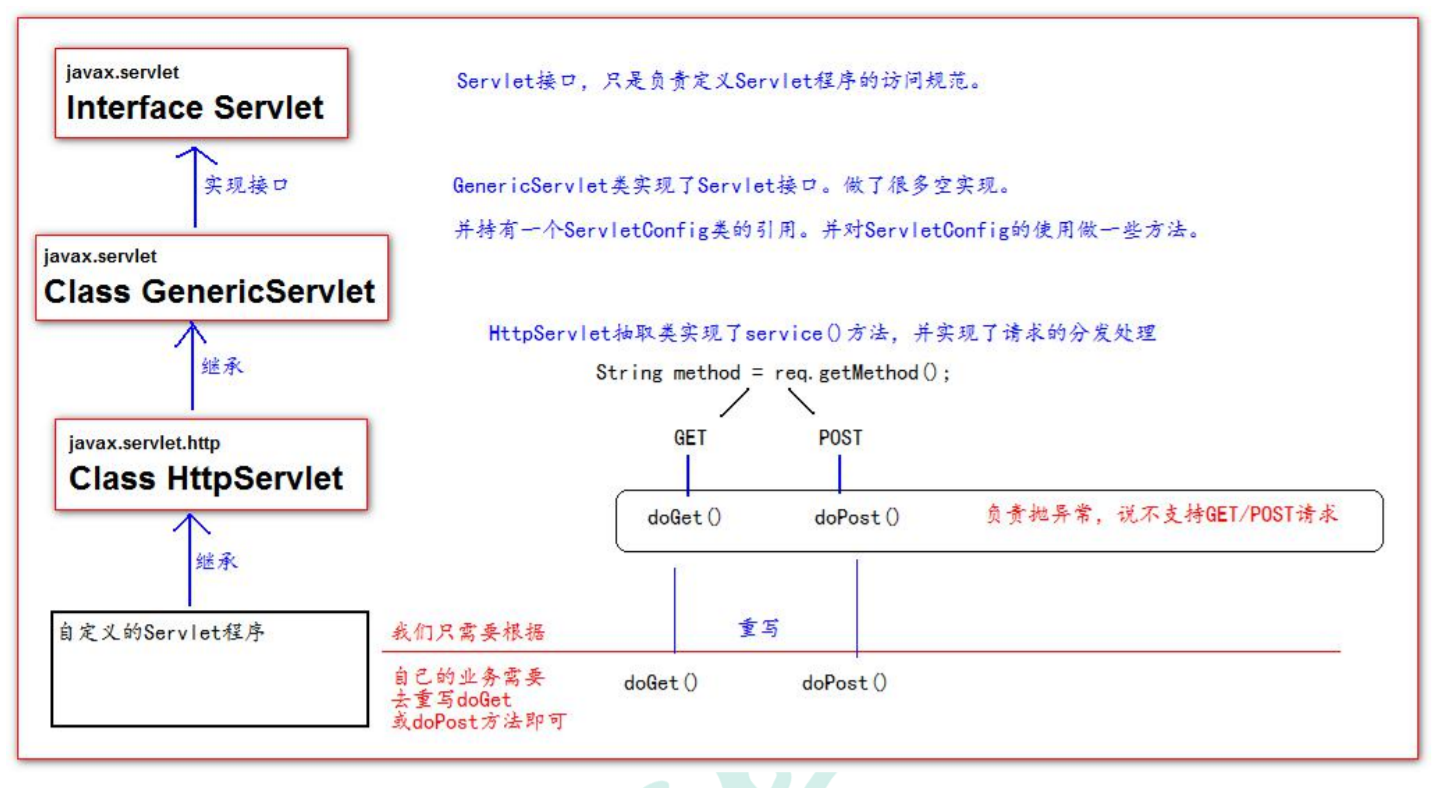 javax.servlet
Interface Servlet
Servlet接口，只是负责定义Servlet程序的访问规范。
实现接口
GenericServlet类实现了Servlet接口。做了很多空实现。
并持有一个ServletConfig类的引用。并对ServletConfig的使用做一些方法。
javax.servlet
Class GenericServlet
继承
HttpServlet抽取类实现了service()方法，并实现了请求的分发处理
String method = req.getMethod();
GET
POST
javax.servlet.http
Class HttpServlet
doGet()
doPost()
负责抛异常，说不支持GET/POST请求
继承
自定义的Servlet程序
我们只需要根据
重写
自己的业务需要
去重写doGet
或doPost方法即可
doGet()
doPost()